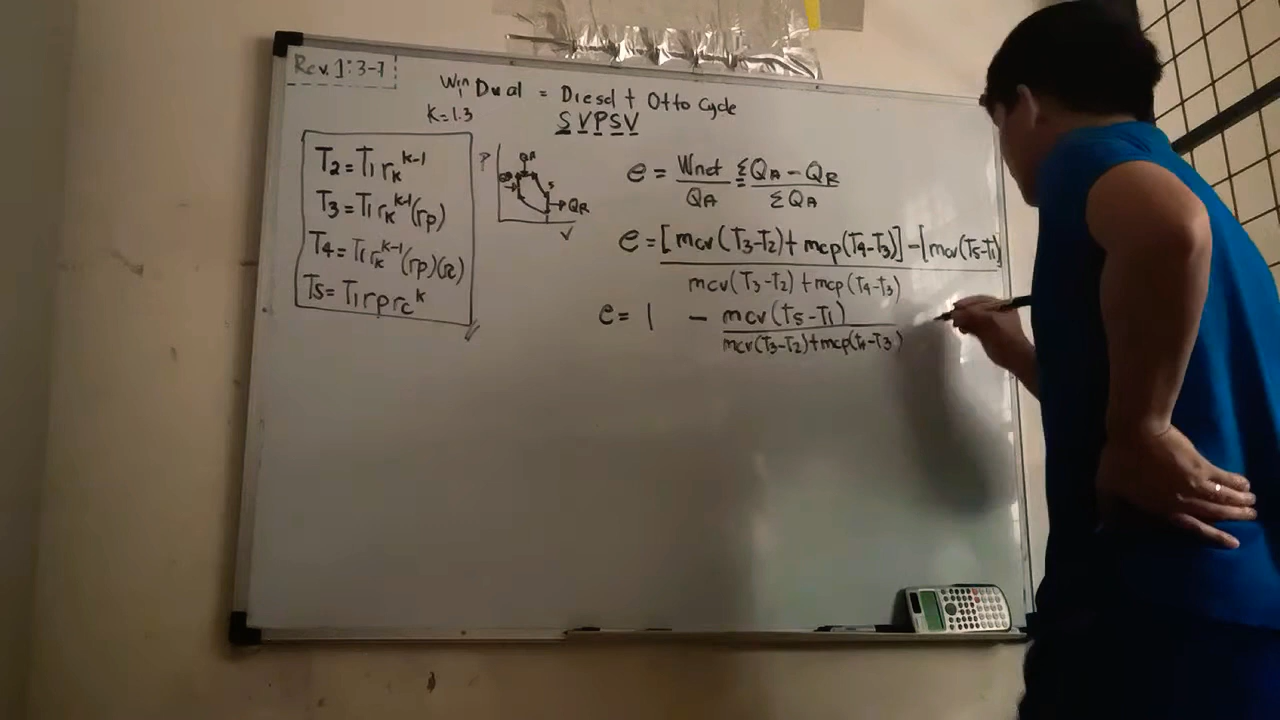 Rev. 1: 3-7
Win Dual = Diesel + Otto Cycle
K=1.3
SVPSV
T2 = T1 rk^k-1
T3 = T1 rk^k-1 (rp)
T4 = T1 rk^k-1 (rp)(rc)
T5 = T1 rp rc^k
P
QA
S
QR
V
e = Wnet / QA = ΣQA - QR / ΣQA
e = [mcv(T3-T2) + mcp(T4-T3)] - [mcv(T5-T1)]
mcv(T3-T2) + mcp(T4-T3)
e = 1 - mcv(T5-T1)
mcv(T3-T2)+mcp(T4-T3)